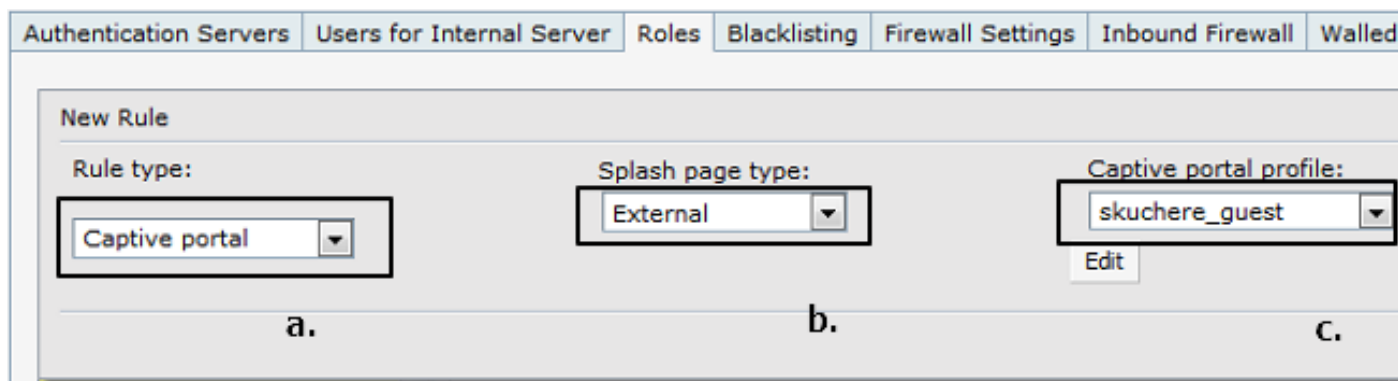 Authentication Servers Users for Internal Server Roles Blacklisting Firewall Settings Inbound Firewall Walled
New Rule
Rule type: Splash page type: Captive portal profile:
Captive portal External skuchere_guest
Edit
a. b. c.